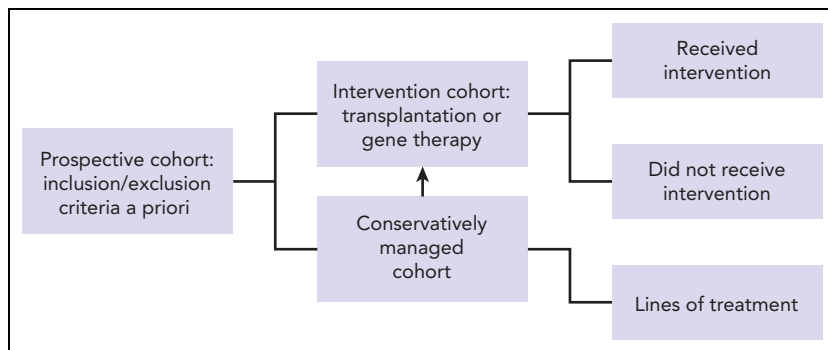 Prospective cohort:
inclusion/exclusion
criteria a priori
Intervention cohort:
transplantation or
gene therapy
Conservatively
managed
cohort
Received
intervention
Did not receive
intervention
Lines of treatment